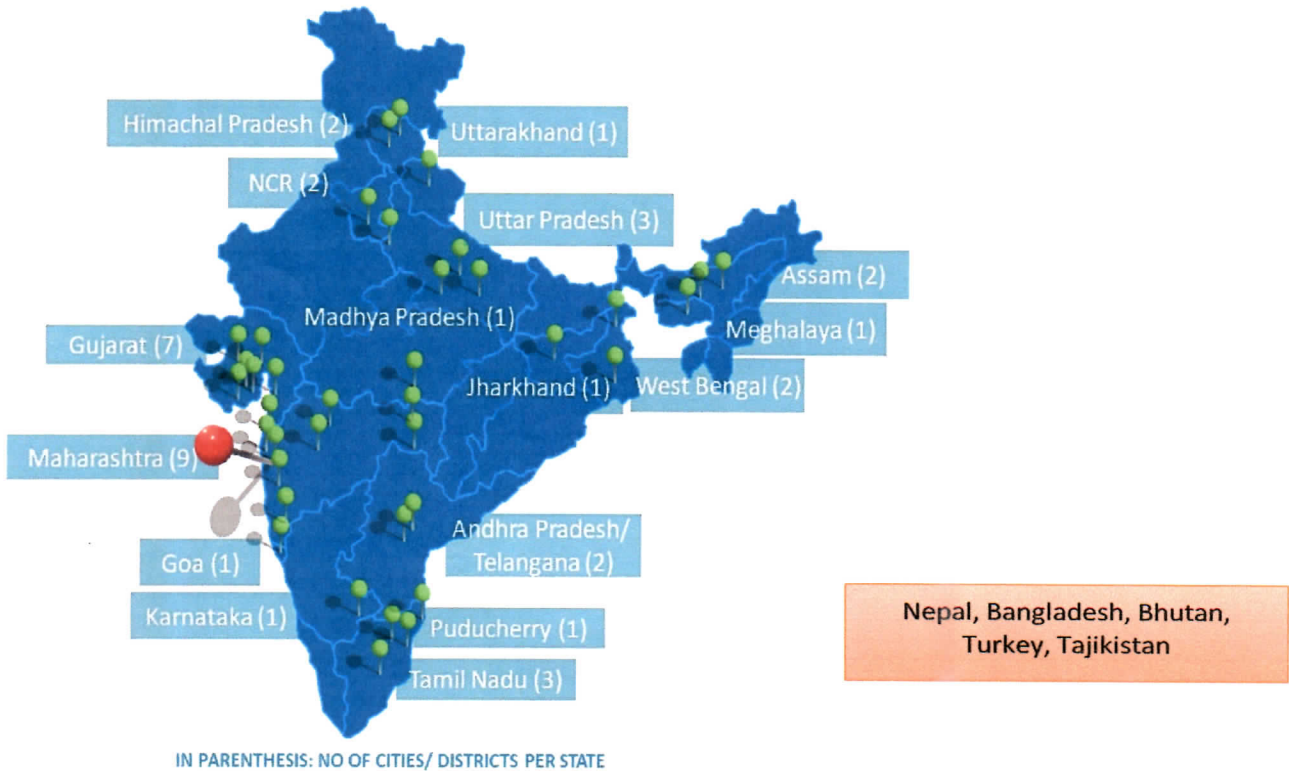 Himachal Pradesh (2)
Uttarakhand (1)
NCR (2)
Uttar Pradesh (3)
Assam (2)
Madhya Pradesh (1)
Meghalaya (1)
Gujarat (7)
Jharkhand (1)
West Bengal (2)
Maharashtra (9)
Andhra Pradesh/
Telangana (2)
Goa (1)
Karnataka (1)
Puducherry (1)
Tamil Nadu (3)
Nepal, Bangladesh, Bhutan,
Turkey, Tajikistan
IN PARENTHESIS: NO OF CITIES/ DISTRICTS PER STATE